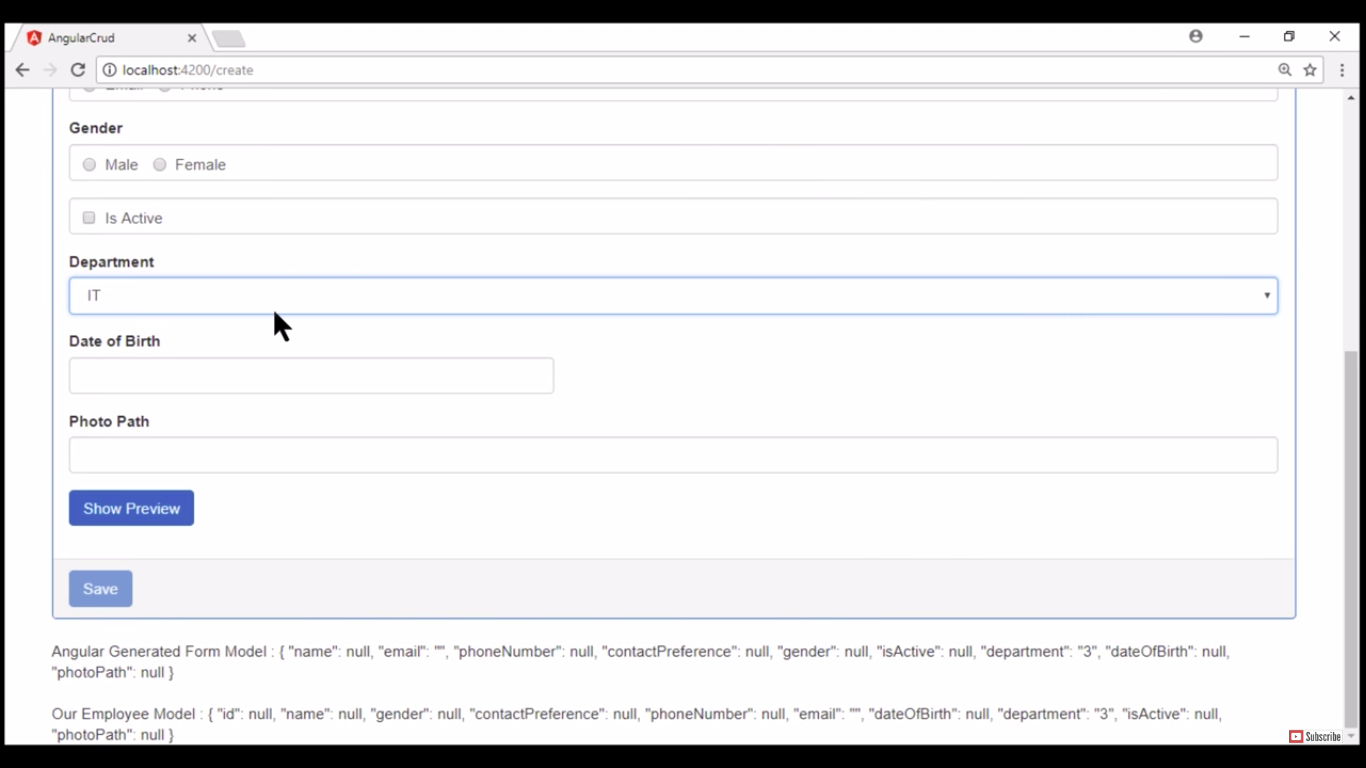 AngularCrud
localhost:4200/create
Email Phone
Gender
Male Female
Is Active
Department
IT
Date of Birth
Photo Path
Show Preview
Save
Angular Generated Form Model : { "name": null, "email": "", "phoneNumber": null, "contactPreference": null, "gender": null, "isActive": null, "department": "3", "dateOfBirth": null,
"photoPath": null }
Our Employee Model : { "id": null, "name": null, "gender": null, "contactPreference": null, "phoneNumber": null, "email": "", "dateOfBirth": null, "department": "3", "isActive": null,
"photoPath": null }
Subscribe